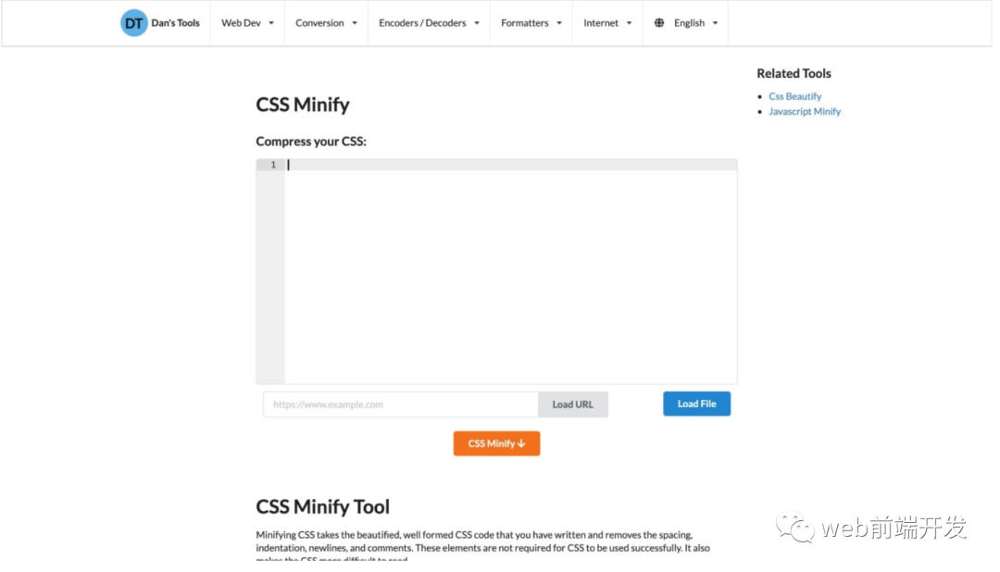 DT Dan's Tools Web Dev Conversion Encoders / Decoders Formatters Internet English
Related Tools
Css Beautify
Javascript Minify
CSS Minify
Compress your CSS:
1
https://www.example.com Load URL Load File
CSS Minify
CSS Minify Tool
Minifying CSS takes the beautified, well formed CSS code that you have written and removes the spacing,
indentation, newlines, and comments. These elements are not required for CSS to be used successfully. It also
makes the CSS more difficult to read
web前端开发